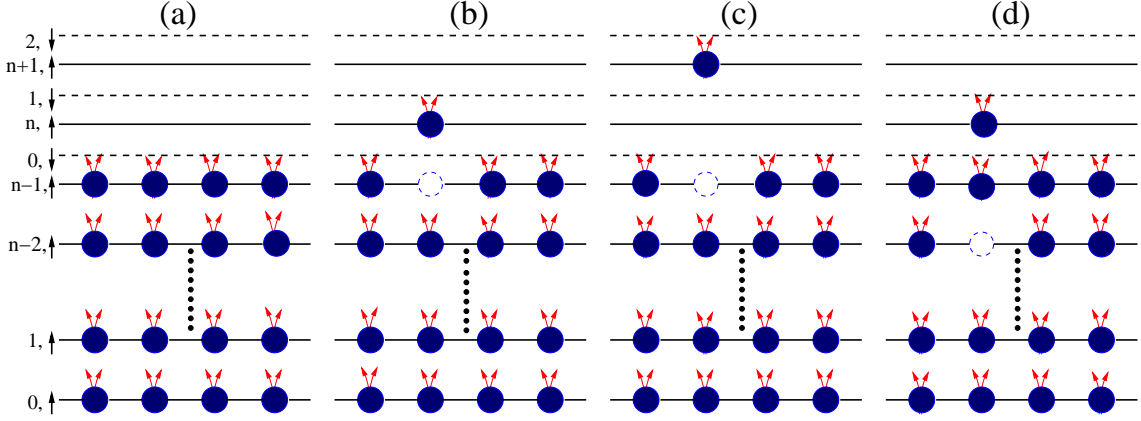 (a) (b) (c) (d)
2, ↓
n+1, ↑
1, ↓
n, ↑
0, ↓
n−1, ↑
n−2, ↑
1, ↑
0, ↑